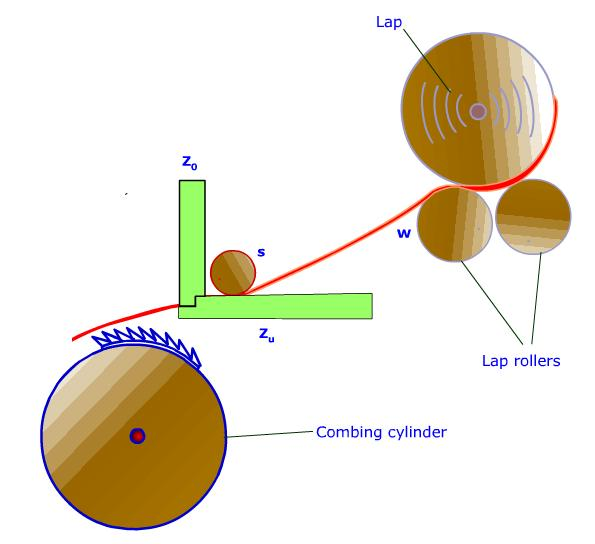 Lap
Z0
s
w
Zu
Lap rollers
Combing cylinder